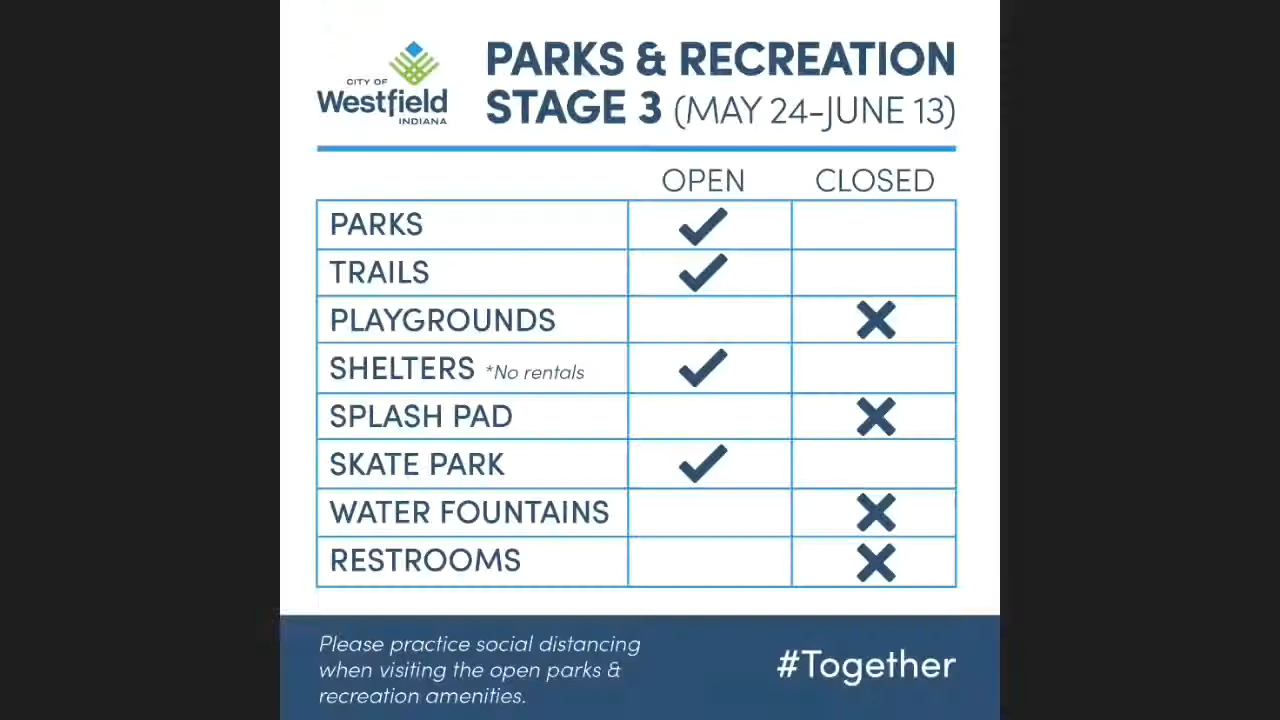 CITY OF
Westfield
INDIANA
PARKS & RECREATION
STAGE 3 (MAY 24-JUNE 13)
OPEN CLOSED
PARKS
TRAILS
PLAYGROUNDS
SHELTERS *No rentals
SPLASH PAD
SKATE PARK
WATER FOUNTAINS
RESTROOMS
Please practice social distancing
when visiting the open parks &
recreation amenities.
#Together